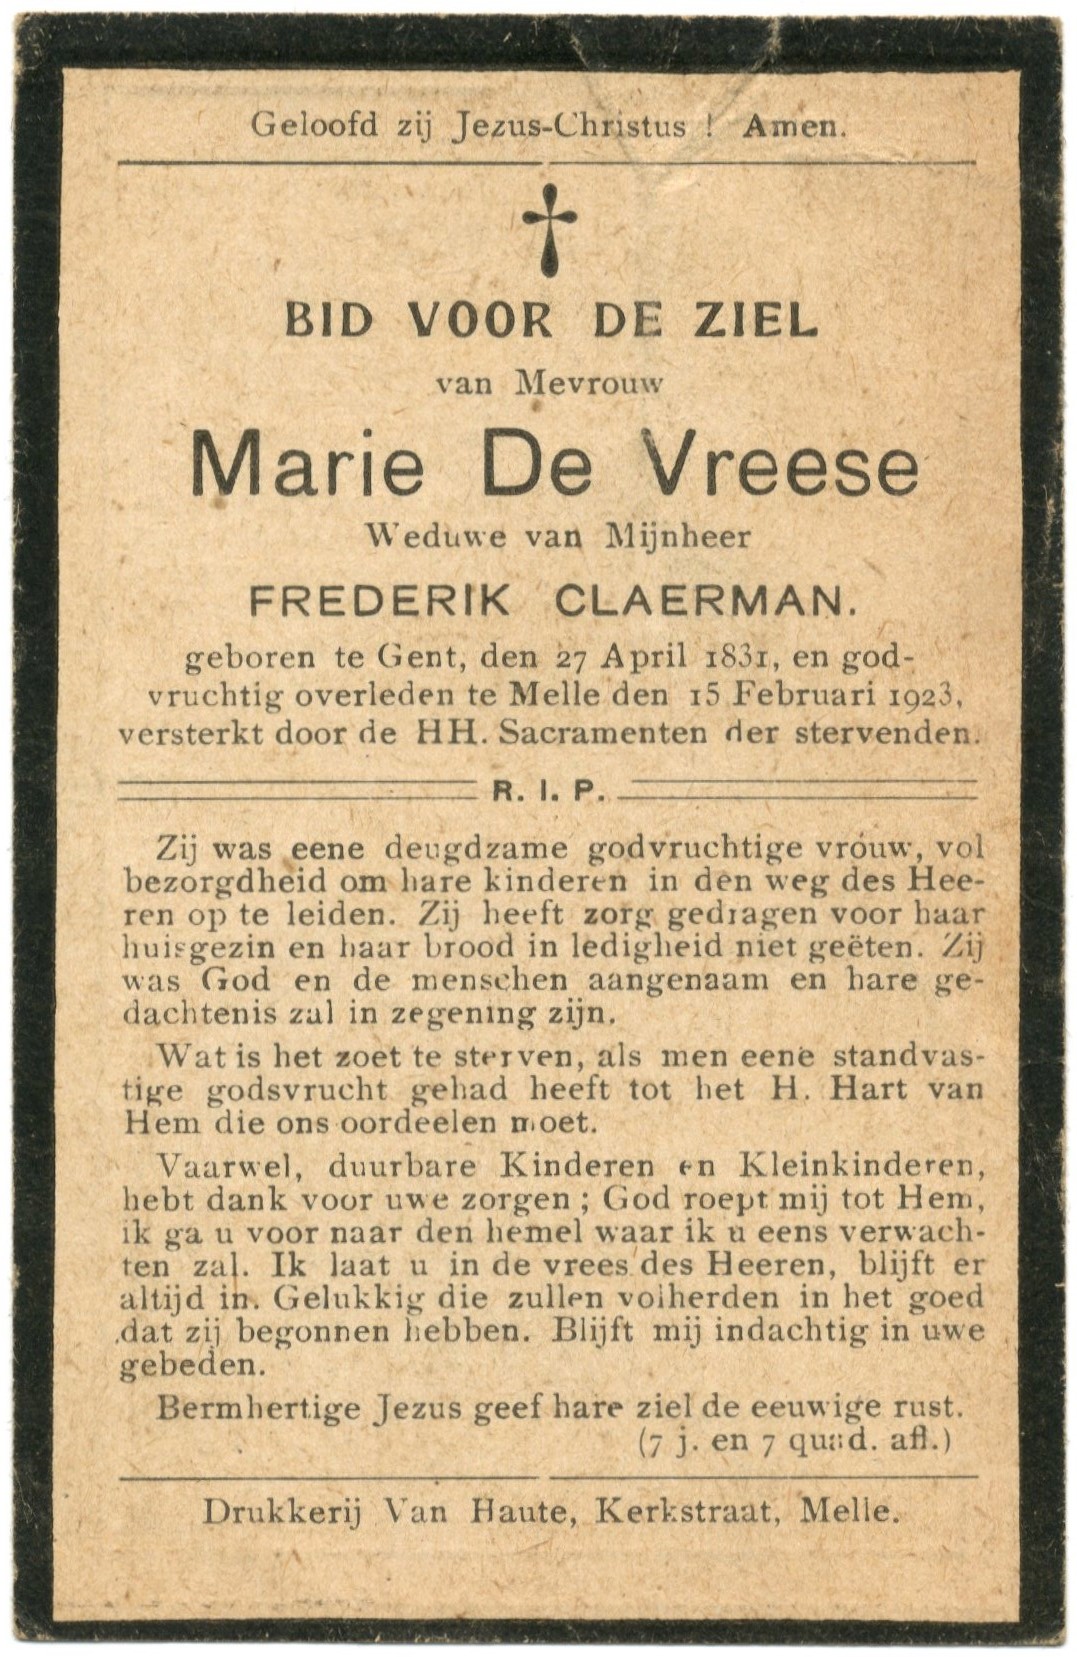 Geloofd zij Jezus-Christus ! Amen.
BID VOOR DE ZIEL
van Mevrouw
Marie De Vreese
Weduwe van Mijnheer
FREDERIK CLAERMAN.
geboren te Gent, den 27 April 1831, en god-
vruchtig overleden te Melle den 15 Februari 1923,
versterkt door de HH. Sacramenten der stervenden.
R. I. P.
Zij was eene deugdzame godvruchtige vrouw, vol
bezorgdheid om hare kinderen in den weg des Hee-
ren op te leiden. Zij heeft zorg gedragen voor haar
huisgezin en haar brood in ledigheid niet geëten. Zij
was God en de menschen aangenaam en hare ge-
dachtenis zal in zegening zijn.
Wat is het zoet te sterven, als men eene standvas-
tige godsvrucht gehad heeft tot het H. Hart van
Hem die ons oordeelen moet.
Vaarwel, duurbare Kinderen en Kleinkinderen,
hebt dank voor uwe zorgen ; God roept mij tot Hem,
ik ga u voor naar den hemel waar ik u eens verwach-
ten zal. Ik laat u in de vrees des Heeren, blijft er
altijd in. Gelukkig die zullen volherden in het goed
dat zij begonnen hebben. Blijft mij indachtig in uwe
gebeden.
Bermhertige Jezus geef hare ziel de eeuwige rust.
(7 j. en 7 quad. afl.)
Drukkerij Van Haute, Kerkstraat, Melle.